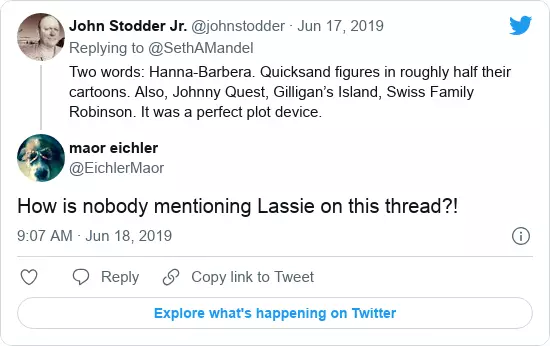 John Stodder Jr. @johnstodder · Jun 17, 2019
Replying to @SethAMandel
Two words: Hanna-Barbera. Quicksand figures in roughly half their
cartoons. Also, Johnny Quest, Gilligan’s Island, Swiss Family
Robinson. It was a perfect plot device.
maor eichler
@EichlerMaor
How is nobody mentioning Lassie on this thread?!
9:07 AM · Jun 18, 2019
Reply Copy link to Tweet
Explore what's happening on Twitter